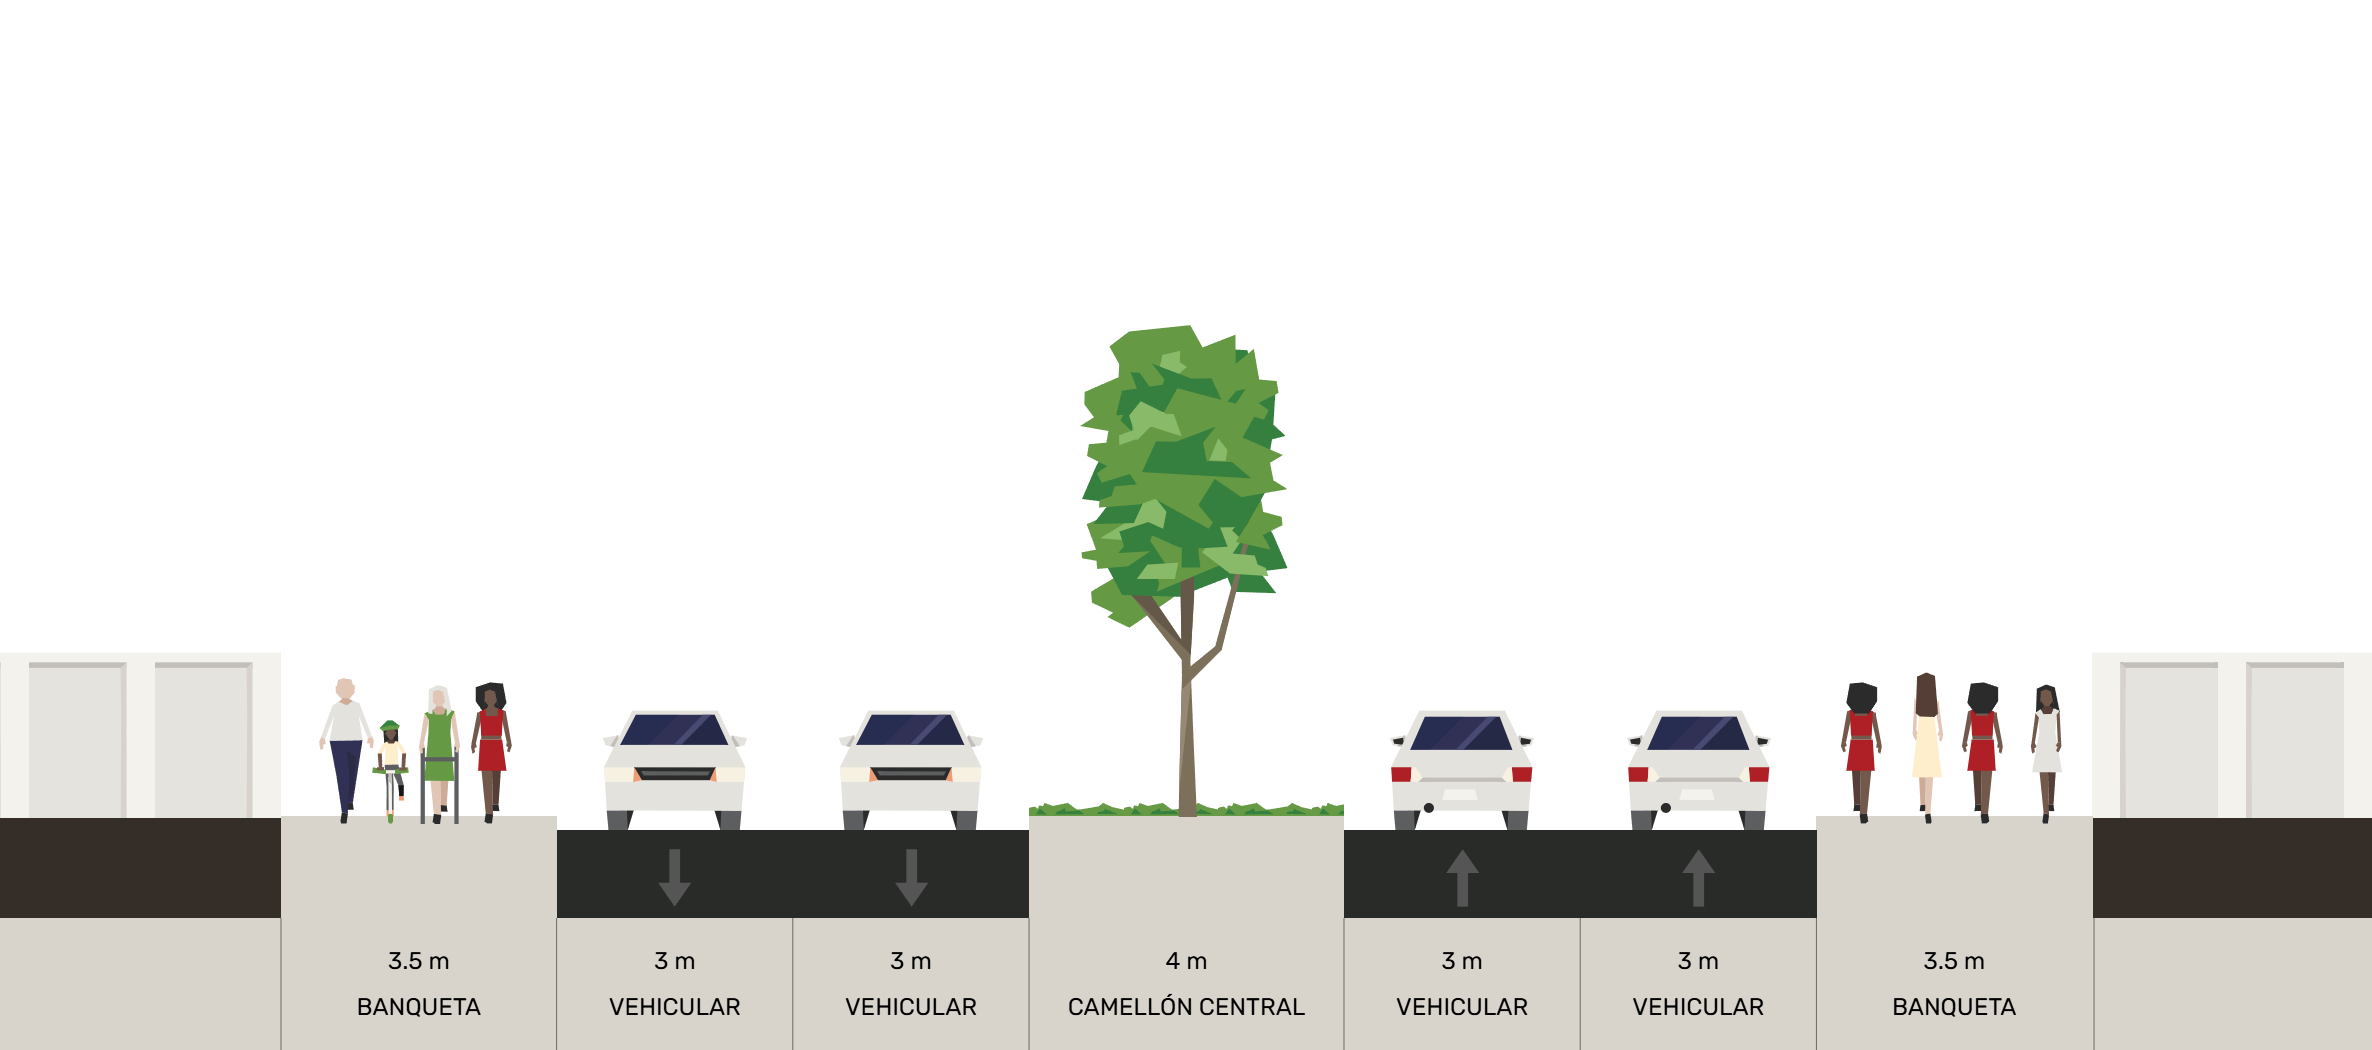 3.5 m
BANQUETA
3 m
VEHICULAR
3 m
VEHICULAR
4 m
CAMELLÓN CENTRAL
3 m
VEHICULAR
3 m
VEHICULAR
3.5 m
BANQUETA